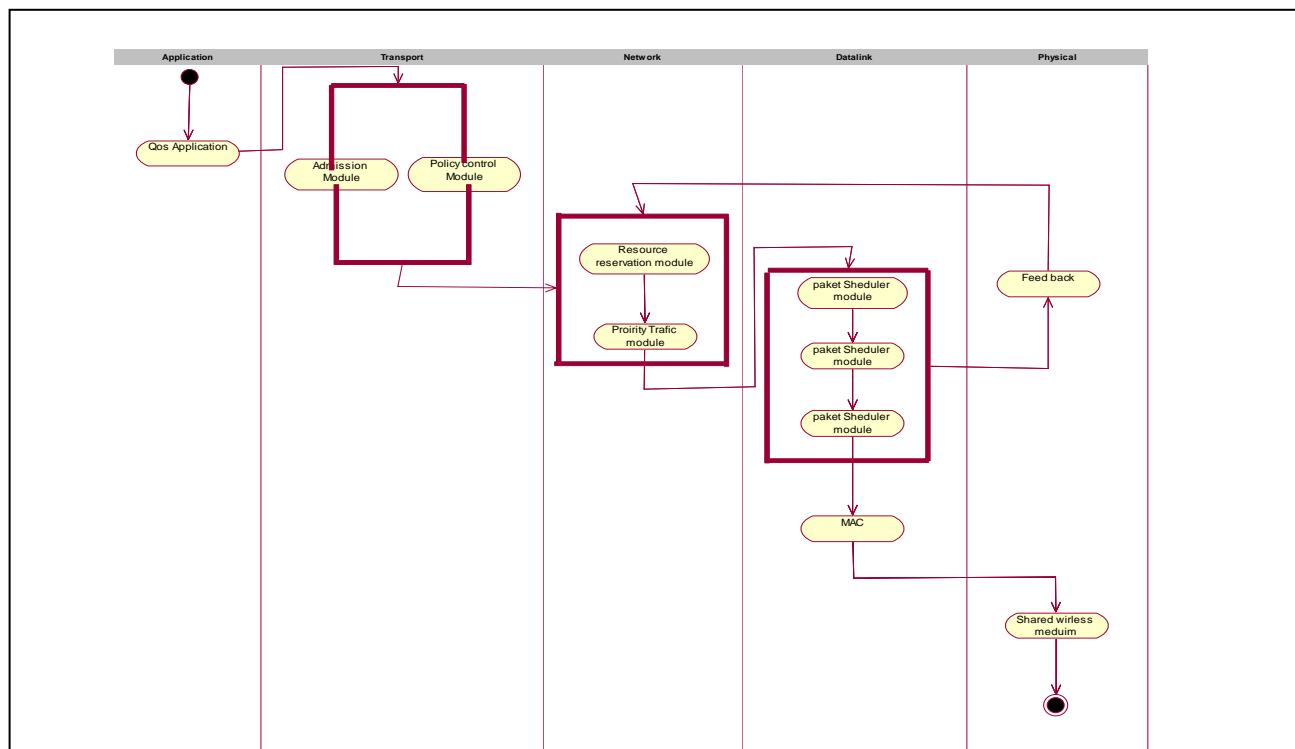 Application
Transport
Network
Datalink
Physical
Qos Application
Admission
Module
Policy control
Module
Resource
reservation module
Proirity Trafic
module
paket Sheduler
module
paket Sheduler
module
paket Sheduler
module
Feed back
MAC
Shared wirless
meduim